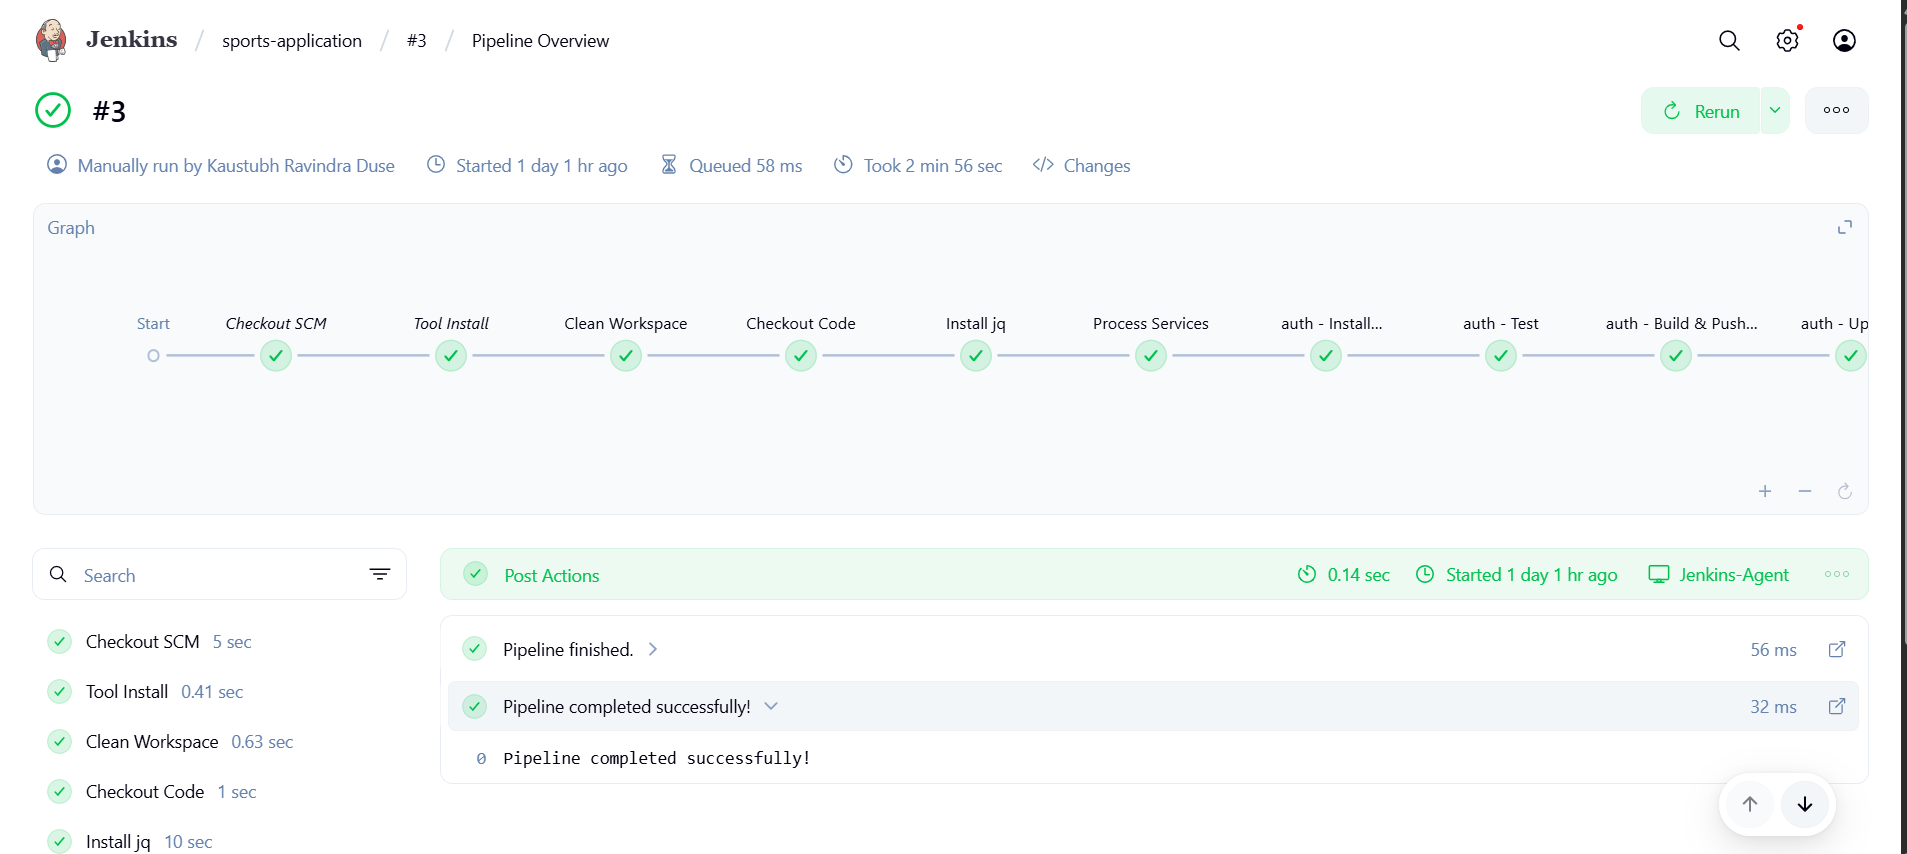 Jenkins / sports-application / #3 / Pipeline Overview
#3
Rerun
Manually run by Kaustubh Ravindra Duse Started 1 day 1 hr ago Queued 58 ms Took 2 min 56 sec Changes
Graph
Start Checkout SCM Tool Install Clean Workspace Checkout Code Install jq Process Services auth - Install... auth - Test auth - Build & Push... auth - Up
Search
Post Actions 0.14 sec Started 1 day 1 hr ago Jenkins-Agent
Checkout SCM 5 sec
Pipeline finished. 56 ms
Tool Install 0.41 sec
Pipeline completed successfully! 32 ms
Clean Workspace 0.63 sec
0 Pipeline completed successfully!
Checkout Code 1 sec
Install jq 10 sec